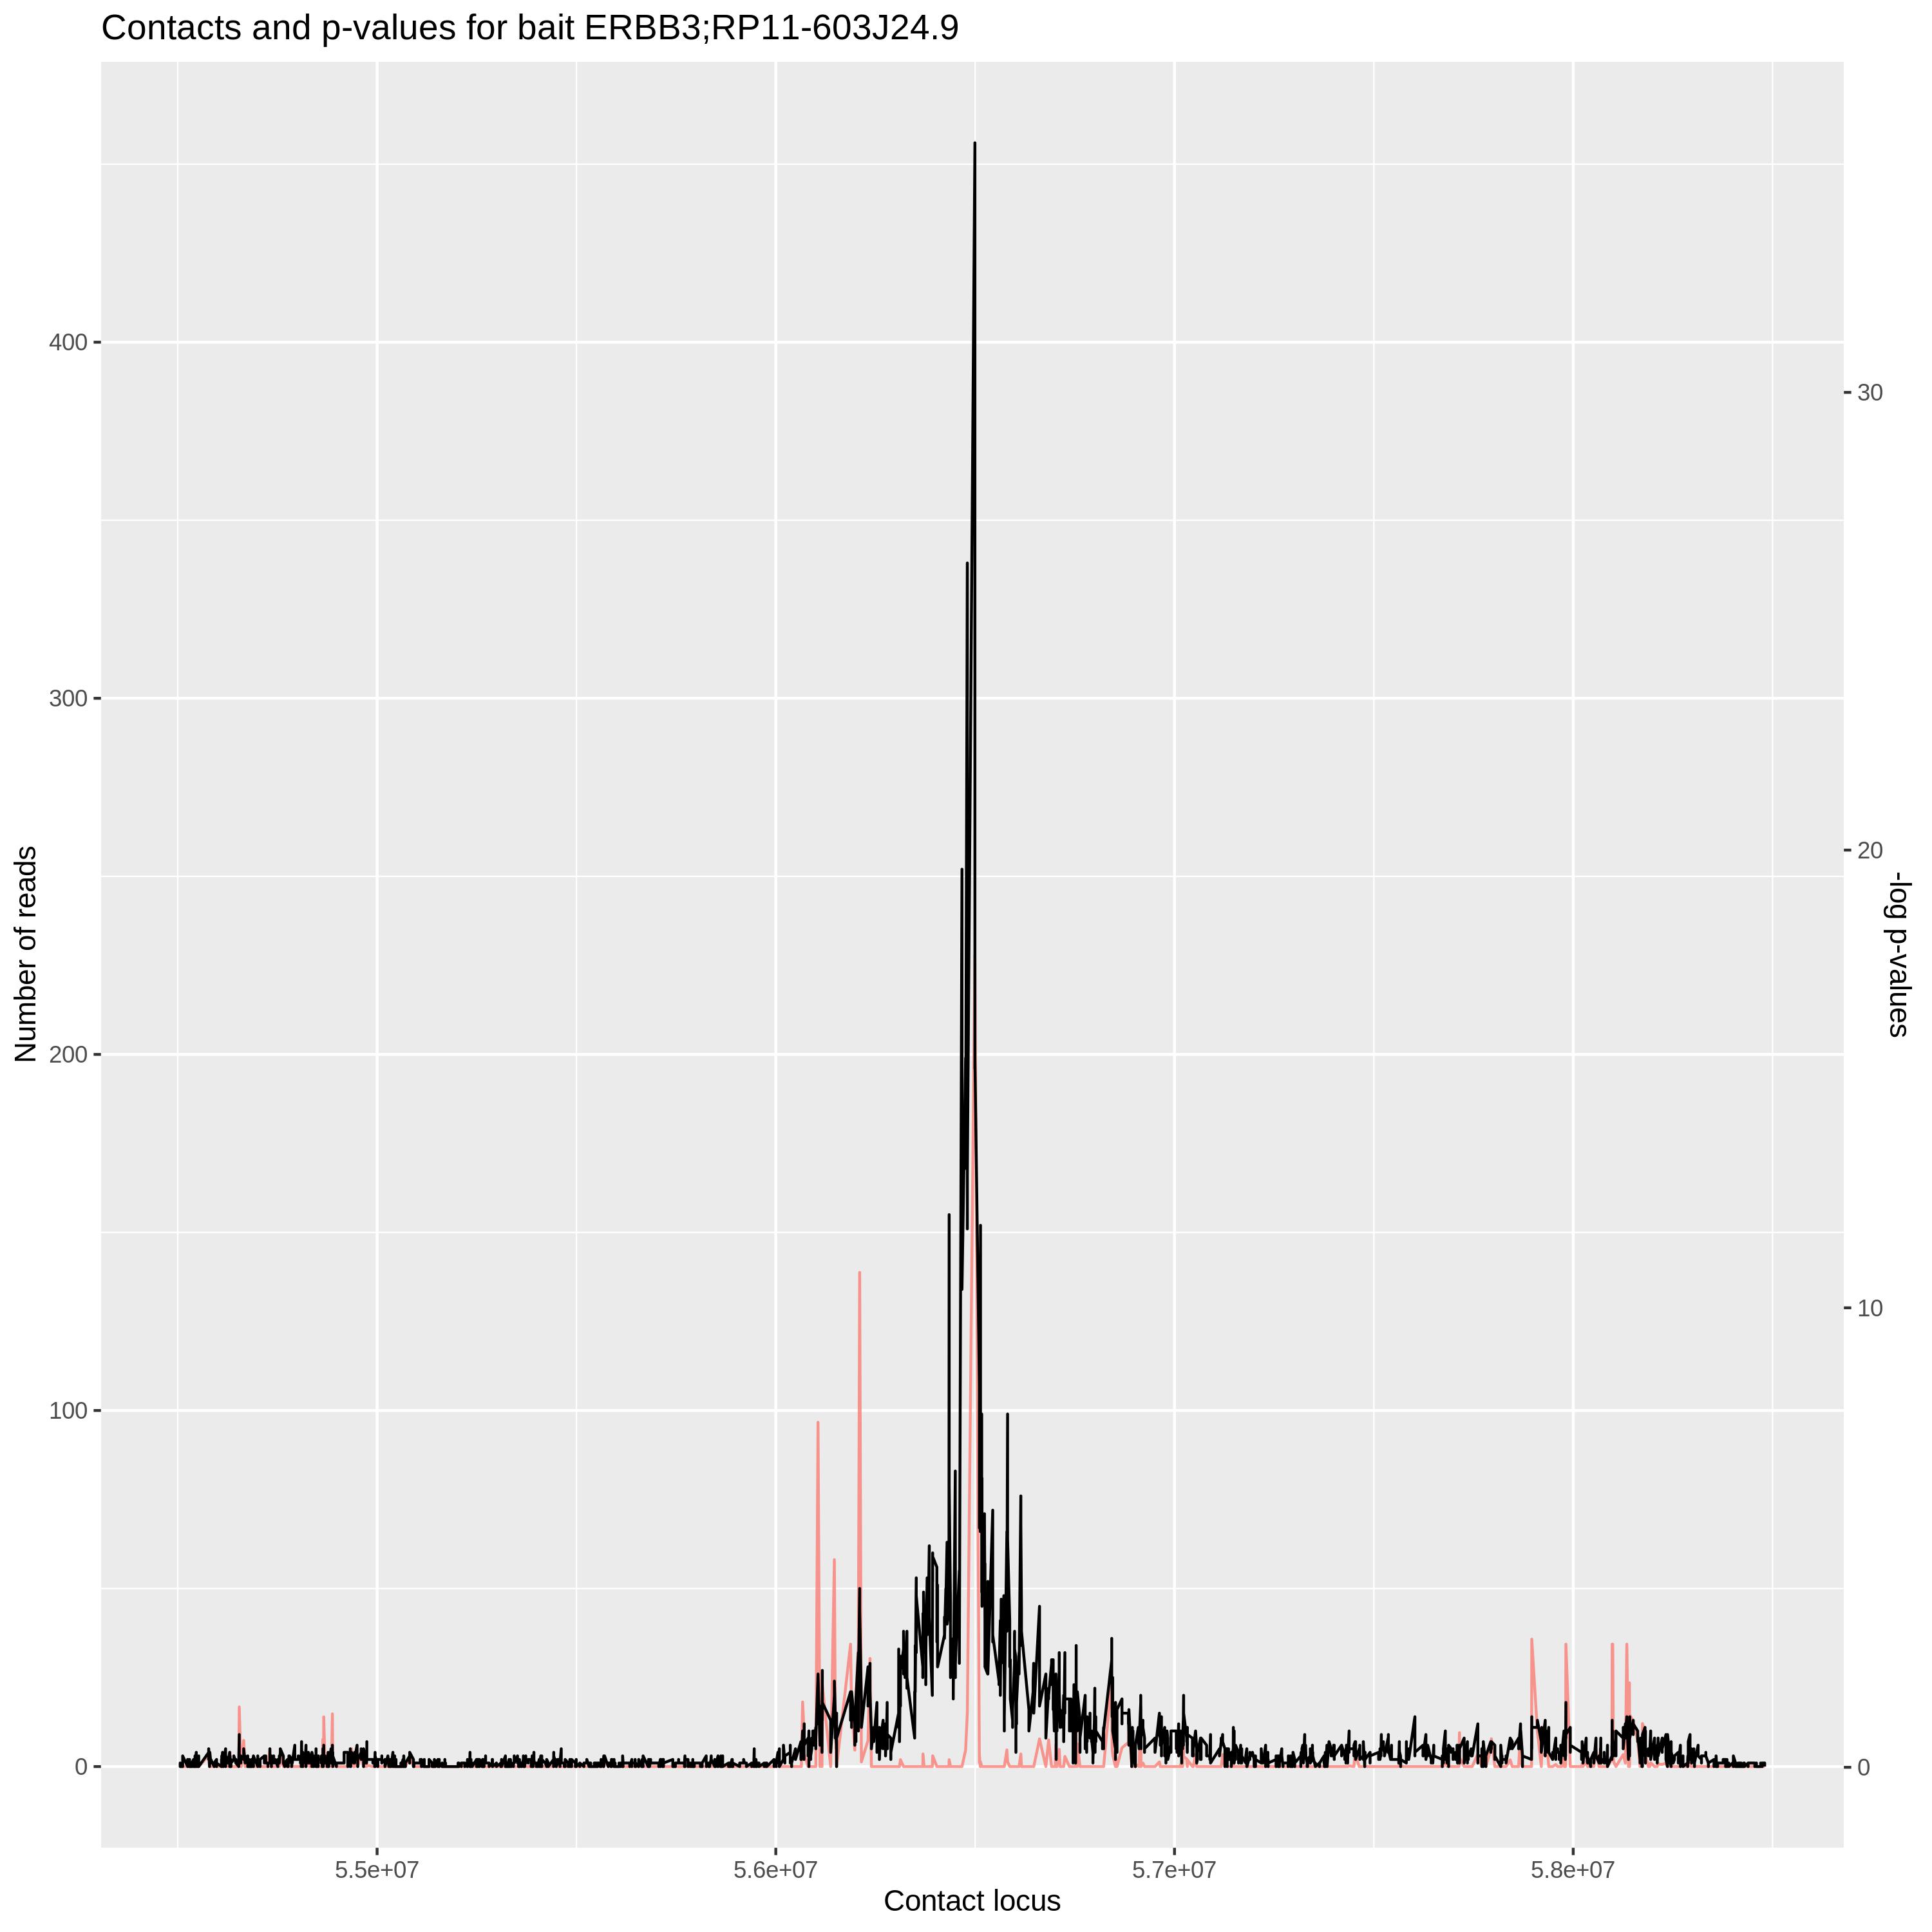 Contacts and p-values for bait ERBB3;RP11-603J24.9
Number of reads
400
300
200
100
0
30
20
10
0
-log p-values
5.5e+07 5.6e+07 5.7e+07 5.8e+07
Contact locus